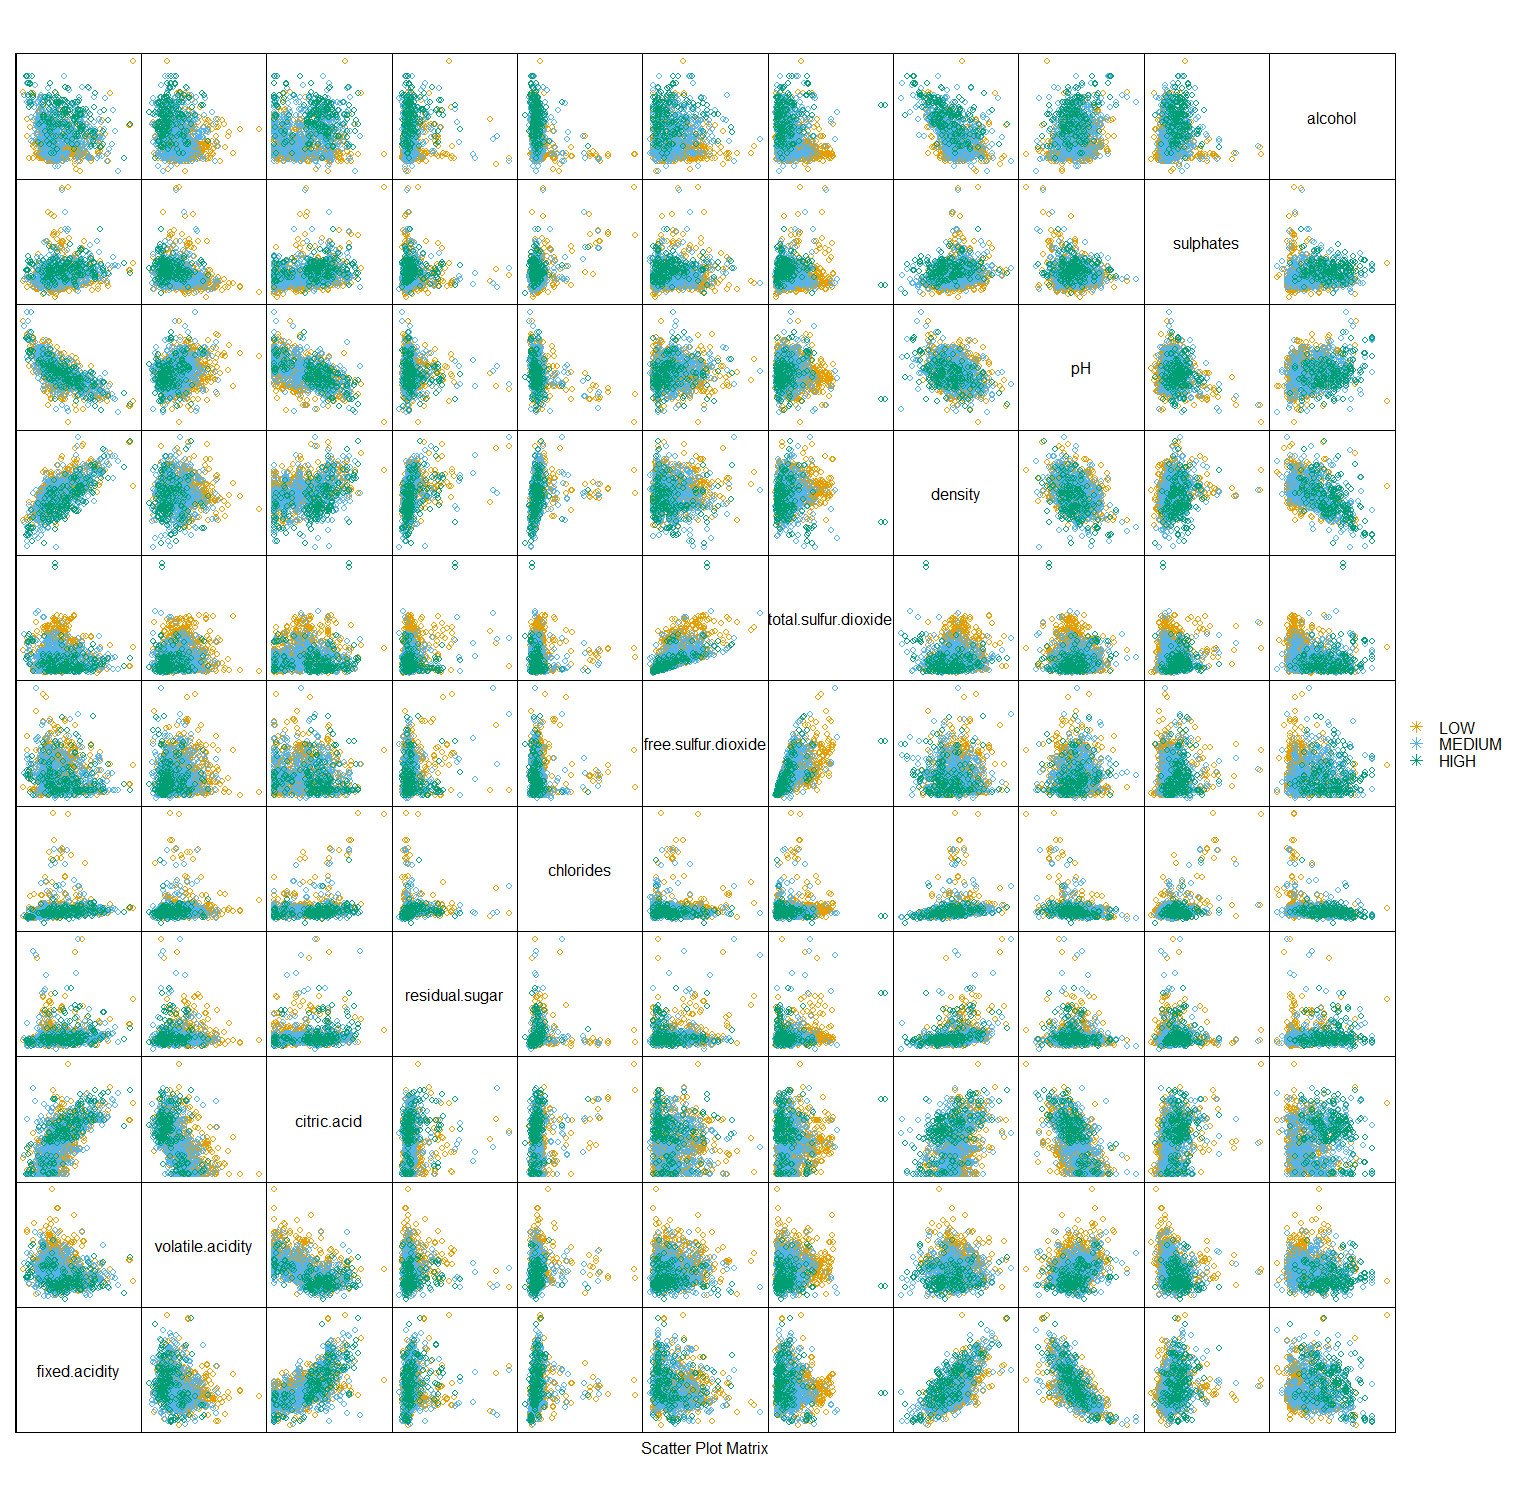 alcohol
sulphates
pH
density
total.sulfur.dioxide
free.sulfur.dioxide
LOW
MEDIUM
HIGH
chlorides
residual.sugar
citric.acid
volatile.acidity
fixed.acidity
Scatter Plot Matrix